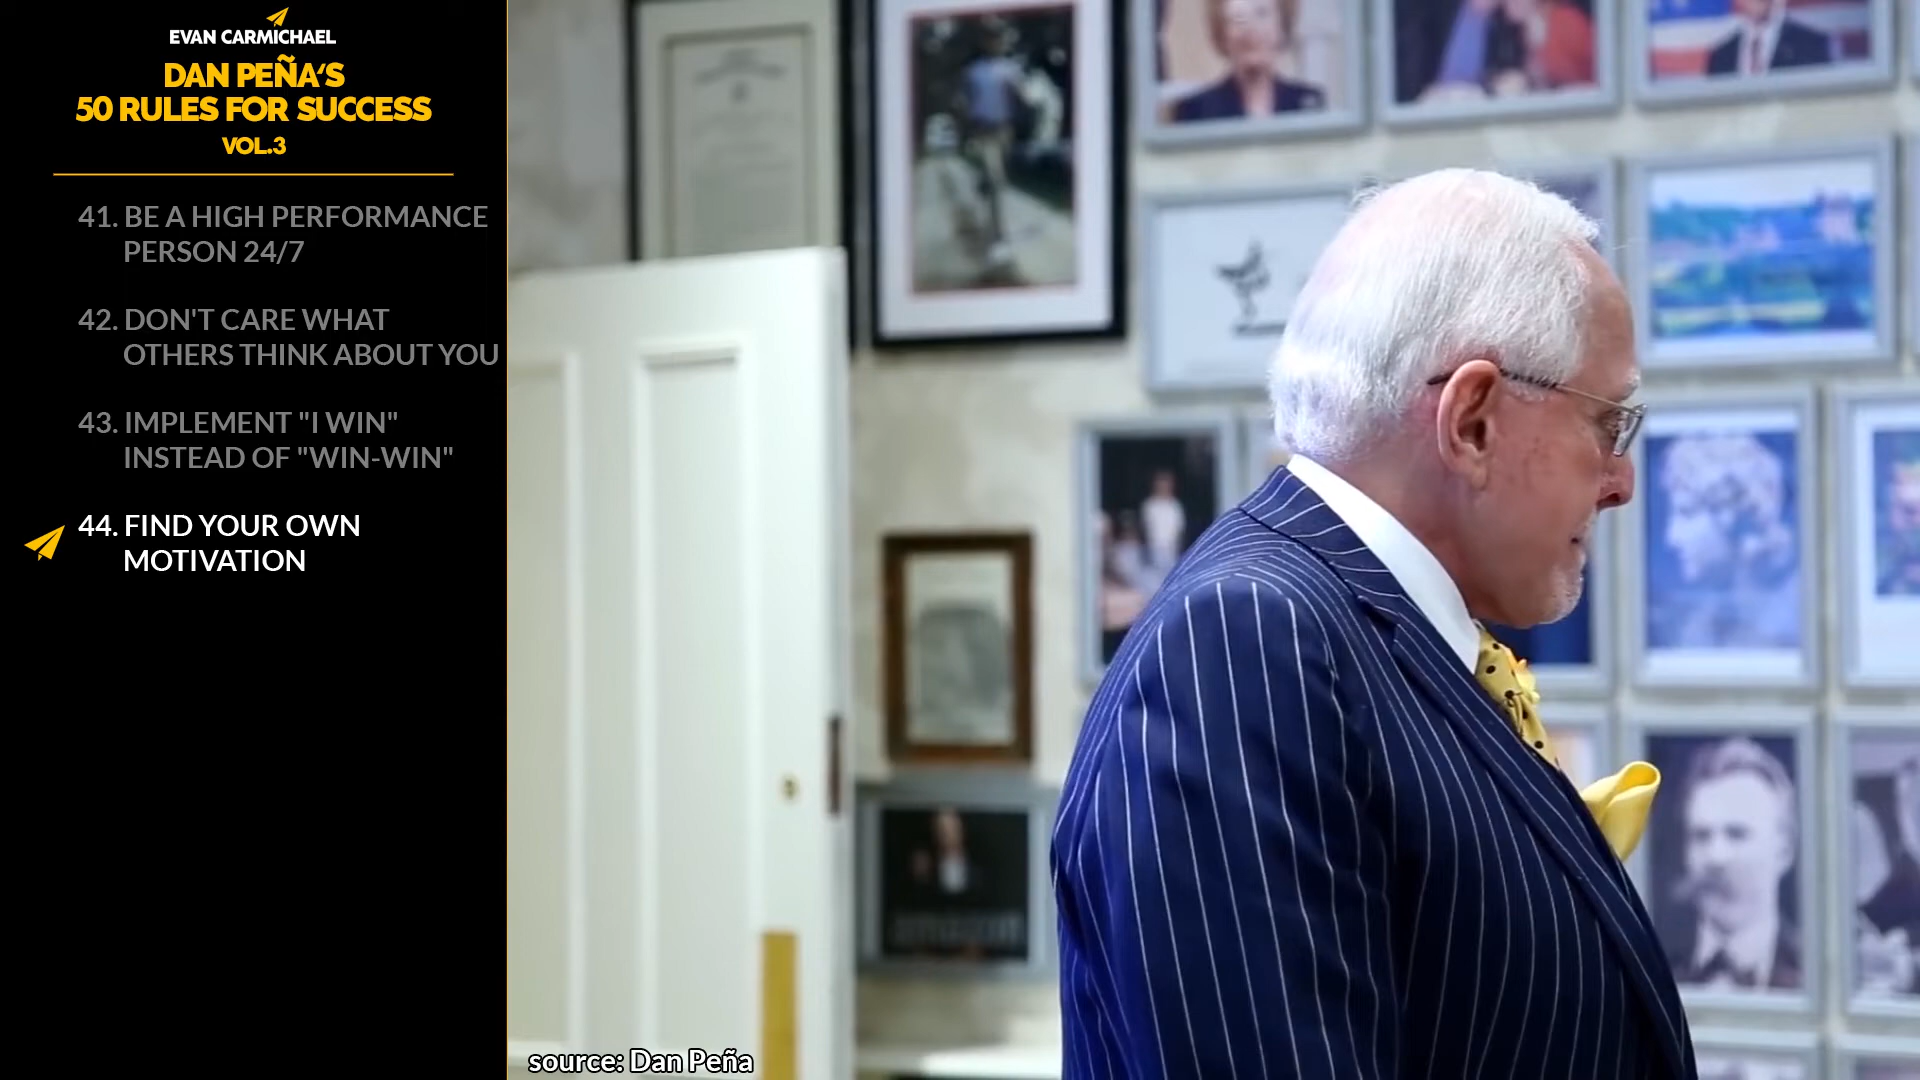 EVAN CARMICHAEL
DAN PEÑA'S
50 RULES FOR SUCCESS
VOL.3
41. BE A HIGH PERFORMANCE
PERSON 24/7
42. DON'T CARE WHAT
OTHERS THINK ABOUT YOU
43. IMPLEMENT "I WIN"
INSTEAD OF "WIN-WIN"
44. FIND YOUR OWN
MOTIVATION
source: Dan Peña